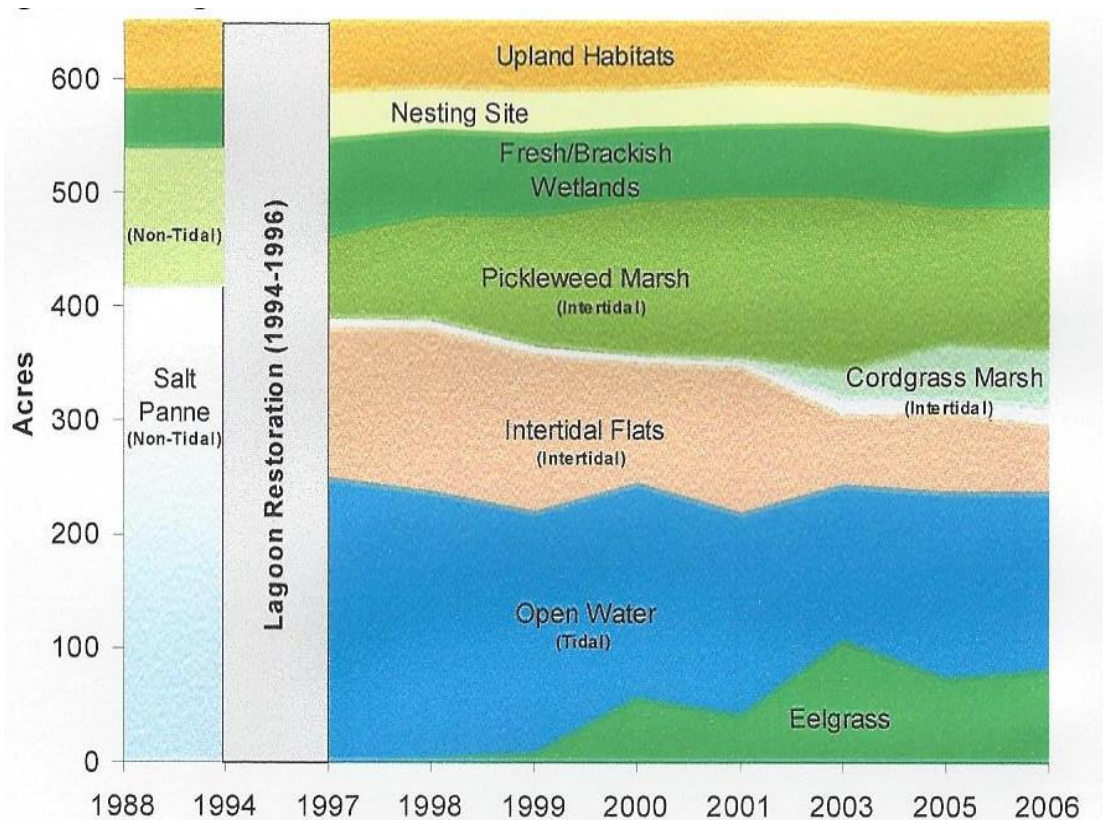 Upland Habitats
600
Nesting Site
Fresh/Brackish
Wetlands
500
(Non-Tidal)
Pickleweed Marsh
(Intertidal)
400
Salt
Panne
(Non-Tidal)
Cordgrass Marsh
(Intertidal)
Acres
Lagoon Restoration (1994-1996)
300
Intertidal Flats
(Intertidal)
200
Open Water
(Tidal)
100
Eelgrass
0
1988 1994 1997 1998 1999 2000 2001 2003 2005 2006